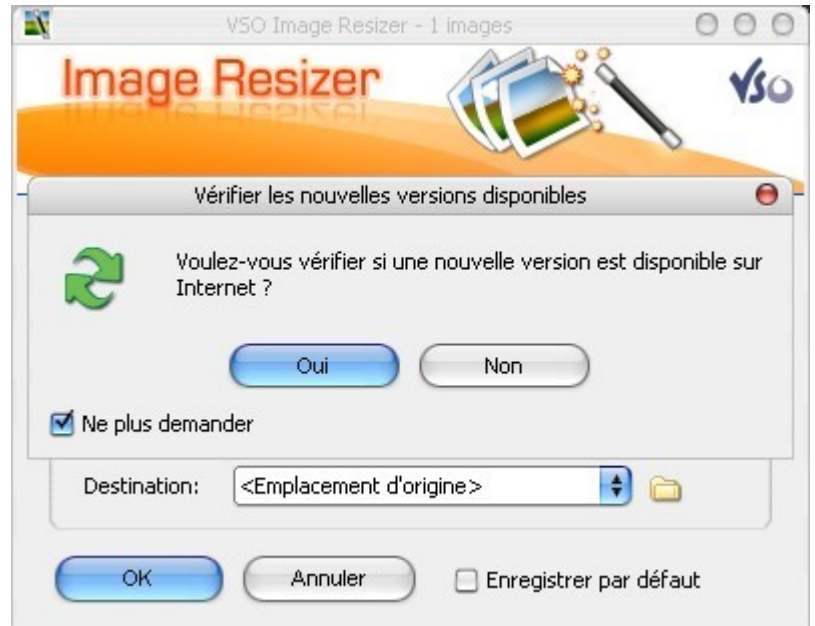 VSO Image Resizer - 1 images
Image Resizer
VSO
Vérifier les nouvelles versions disponibles
Voulez-vous vérifier si une nouvelle version est disponible sur
Internet ?
Oui
Non
Ne plus demander
Destination:
<Emplacement d'origine>
OK
Annuler
Enregistrer par défaut